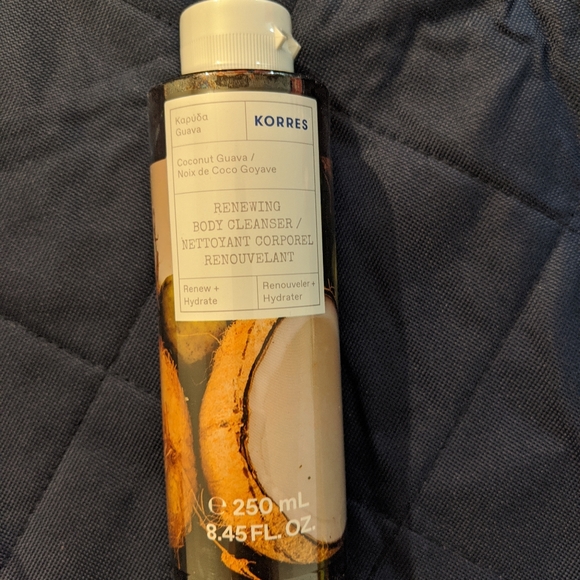 Καρύδα
Guava
KORRES
Coconut Guava /
Noix de Coco Goyave
RENEWING
BODY CLEANSER /
NETTOYANT CORPOREL
RENOUVELANT
Renew +
Hydrate
Renouveler +
Hydrater
℮ 250 mL
8.45 FL. OZ.